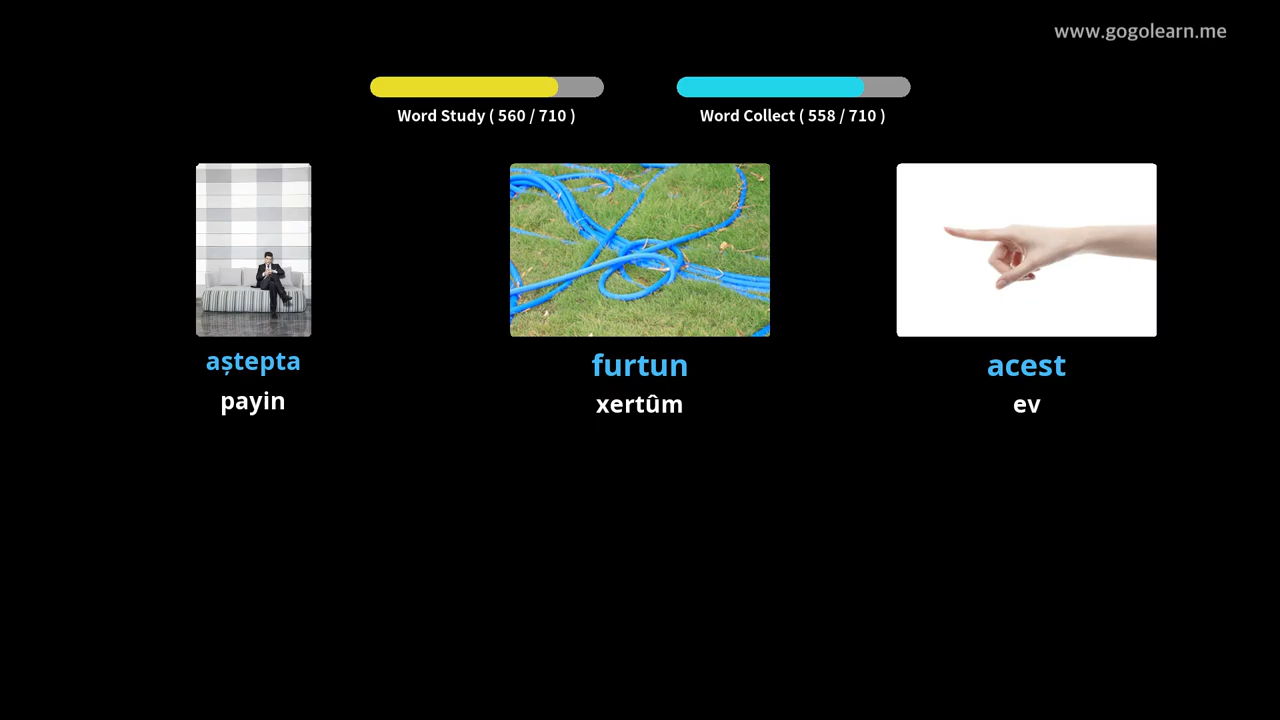 www.gogolearn.me
Word Study ( 560 / 710 )
Word Collect ( 558 / 710 )
aștepta
payin
furtun
xertûm
acest
ev